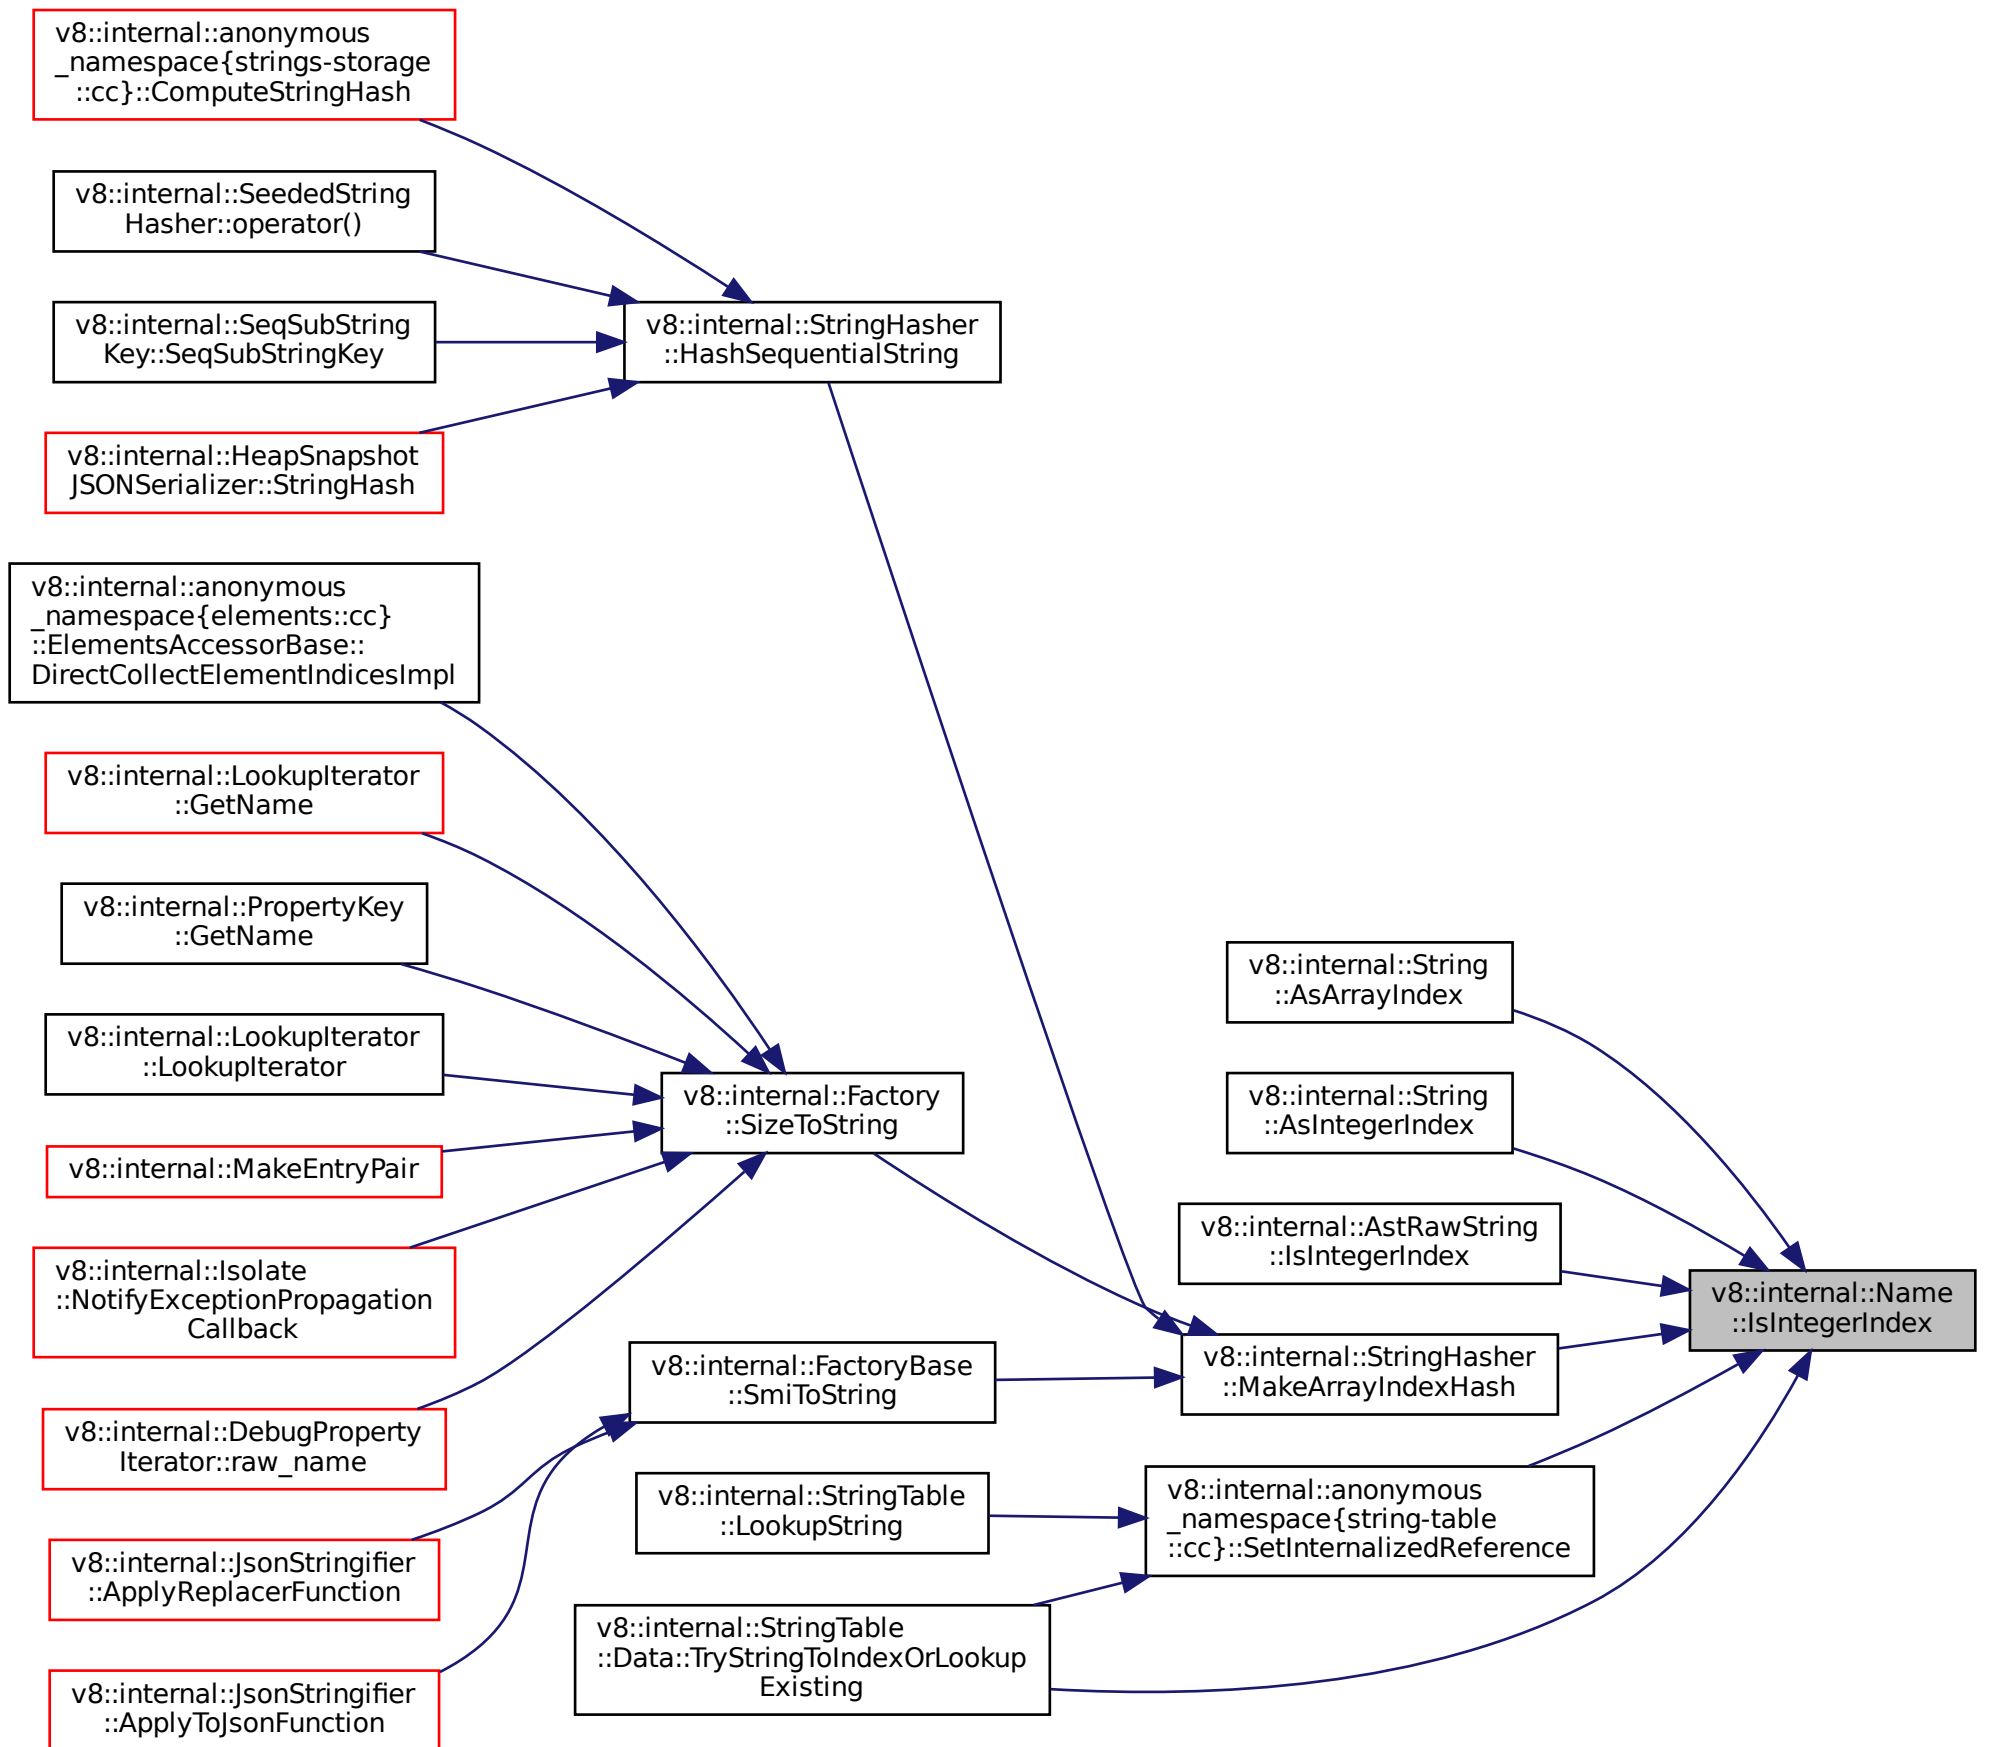 v8::internal::anonymous
_namespace{strings-storage
::cc}::ComputeStringHash
v8::internal::SeededString
Hasher::operator()
v8::internal::SeqSubString
Key::SeqSubStringKey
v8::internal::HeapSnapshot
JSONSerializer::StringHash
v8::internal::StringHasher
::HashSequentialString
v8::internal::anonymous
_namespace{elements::cc}
::ElementsAccessorBase::
DirectCollectElementIndicesImpl
v8::internal::LookupIterator
::GetName
v8::internal::PropertyKey
::GetName
v8::internal::LookupIterator
::LookupIterator
v8::internal::MakeEntryPair
v8::internal::Isolate
::NotifyExceptionPropagation
Callback
v8::internal::DebugProperty
Iterator::raw_name
v8::internal::JsonStringifier
::ApplyReplacerFunction
v8::internal::JsonStringifier
::ApplyToJsonFunction
v8::internal::Factory
::SizeToString
v8::internal::FactoryBase
::SmiToString
v8::internal::StringTable
::LookupString
v8::internal::StringTable
::Data::TryStringToIndexOrLookup
Existing
v8::internal::String
::AsArrayIndex
v8::internal::String
::AsIntegerIndex
v8::internal::AstRawString
::IsIntegerIndex
v8::internal::StringHasher
::MakeArrayIndexHash
v8::internal::anonymous
_namespace{string-table
::cc}::SetInternalizedReference
v8::internal::Name
::IsIntegerIndex